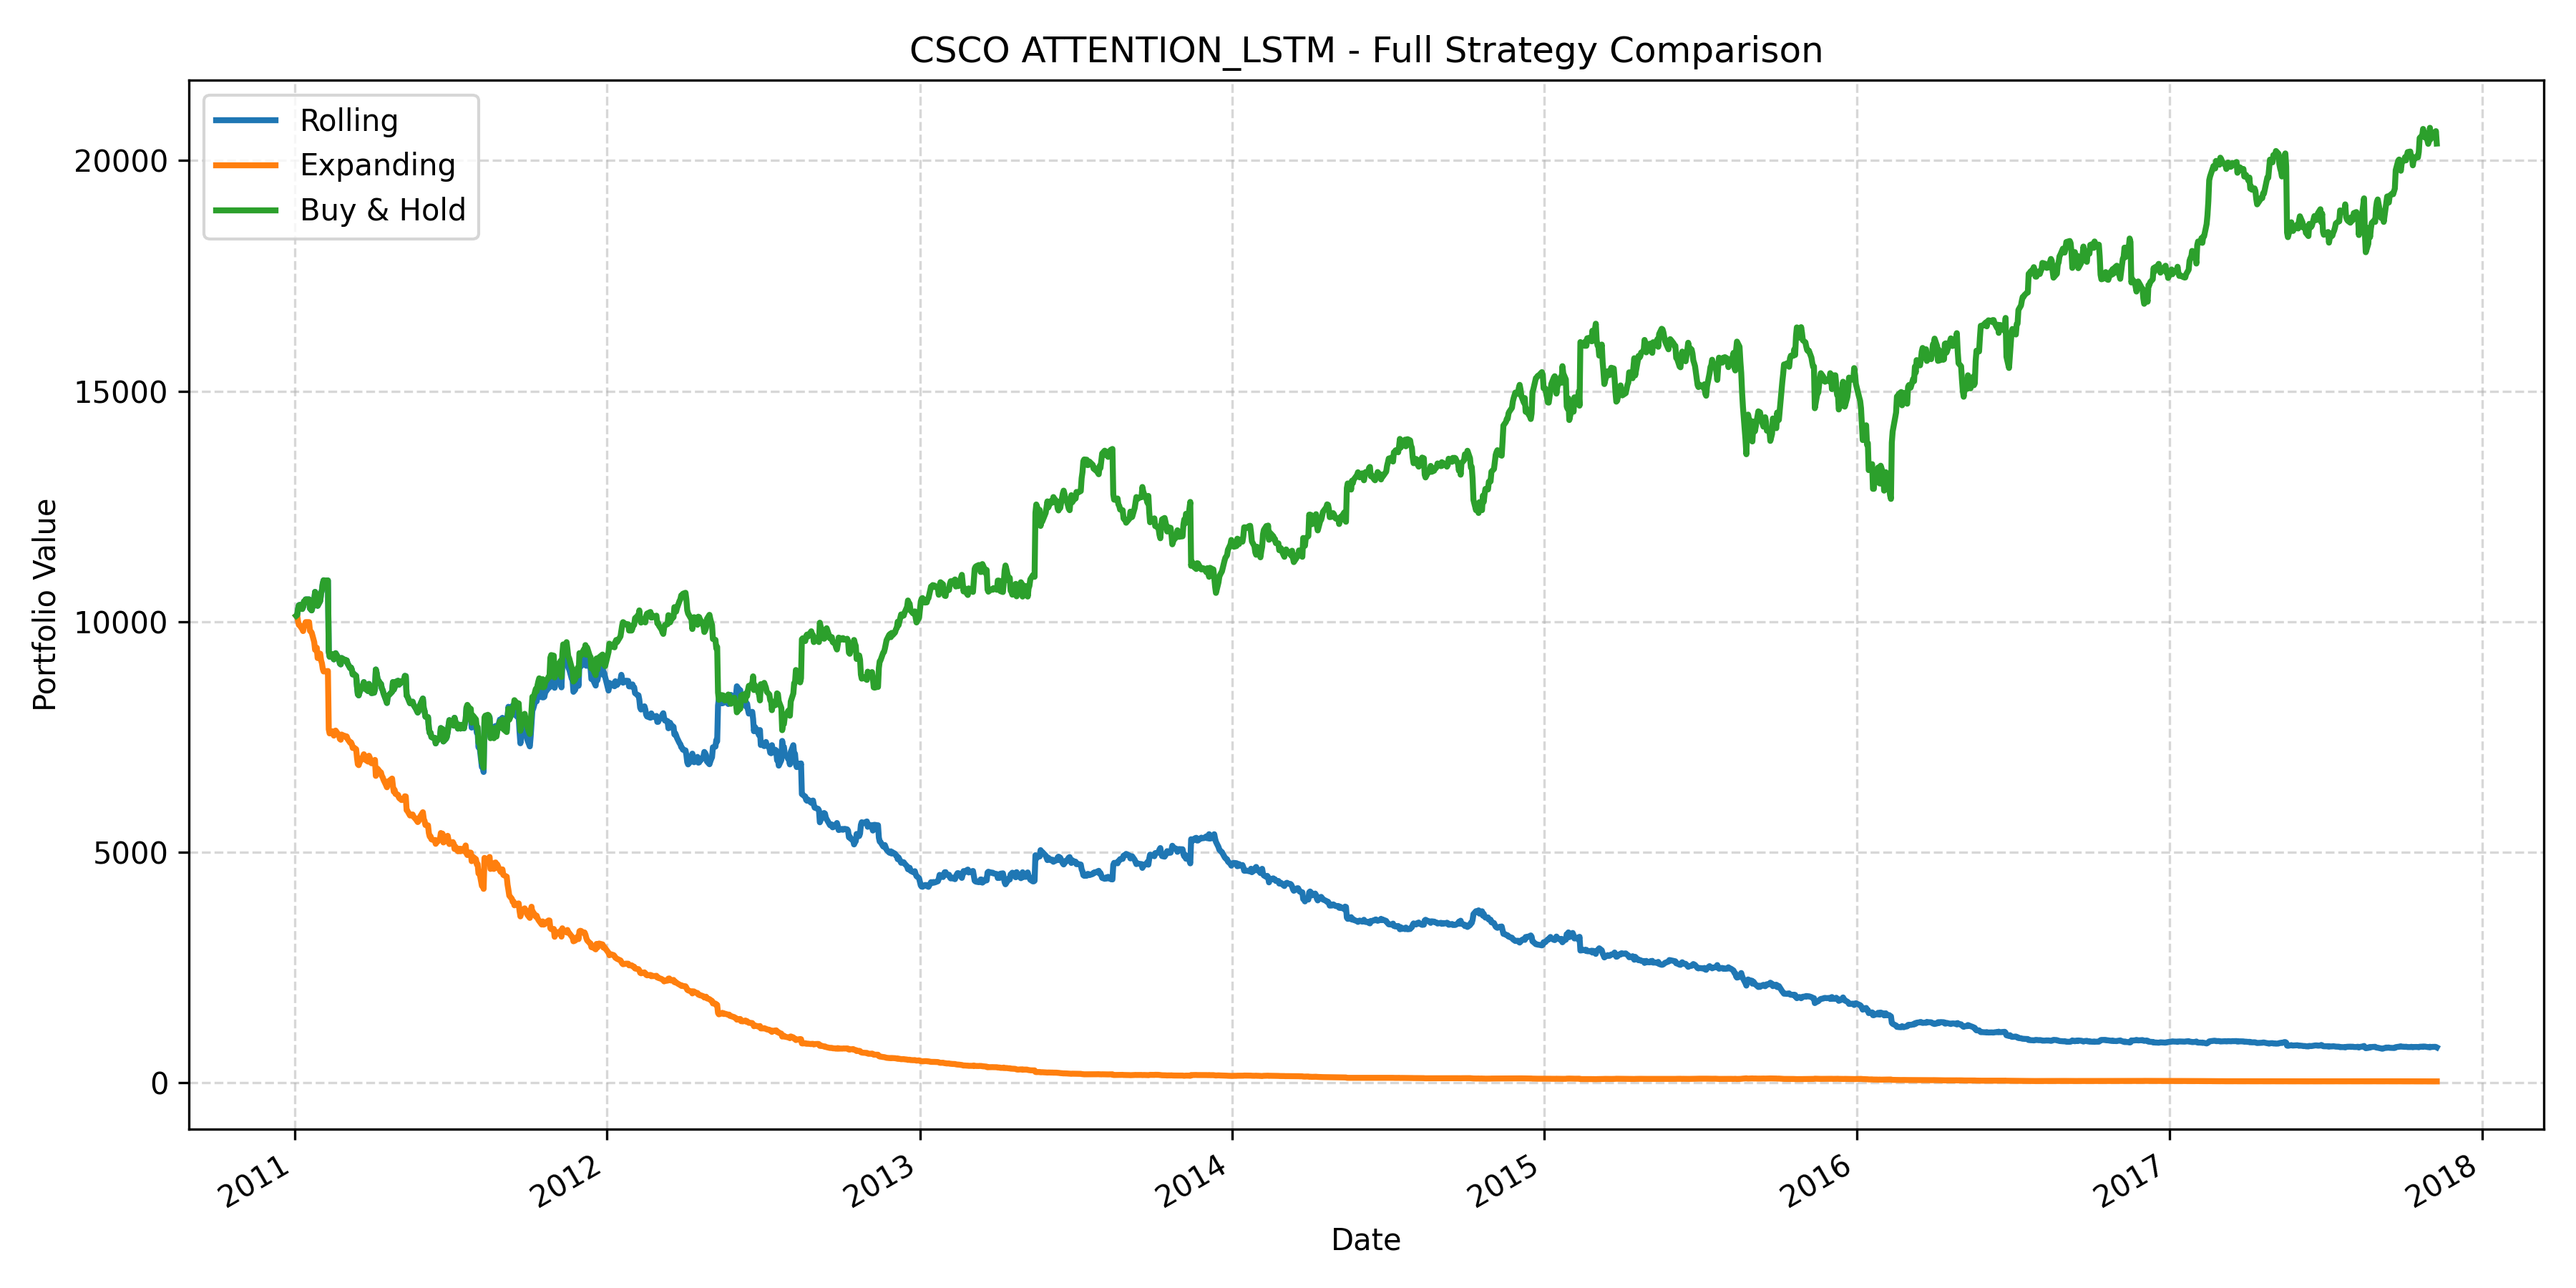 CSCO ATTENTION_LSTM - Full Strategy Comparison
Rolling
Expanding
Buy & Hold
20000
15000
10000
5000
0
Portfolio Value
2011
2012
2013
2014
2015
2016
2017
2018
Date